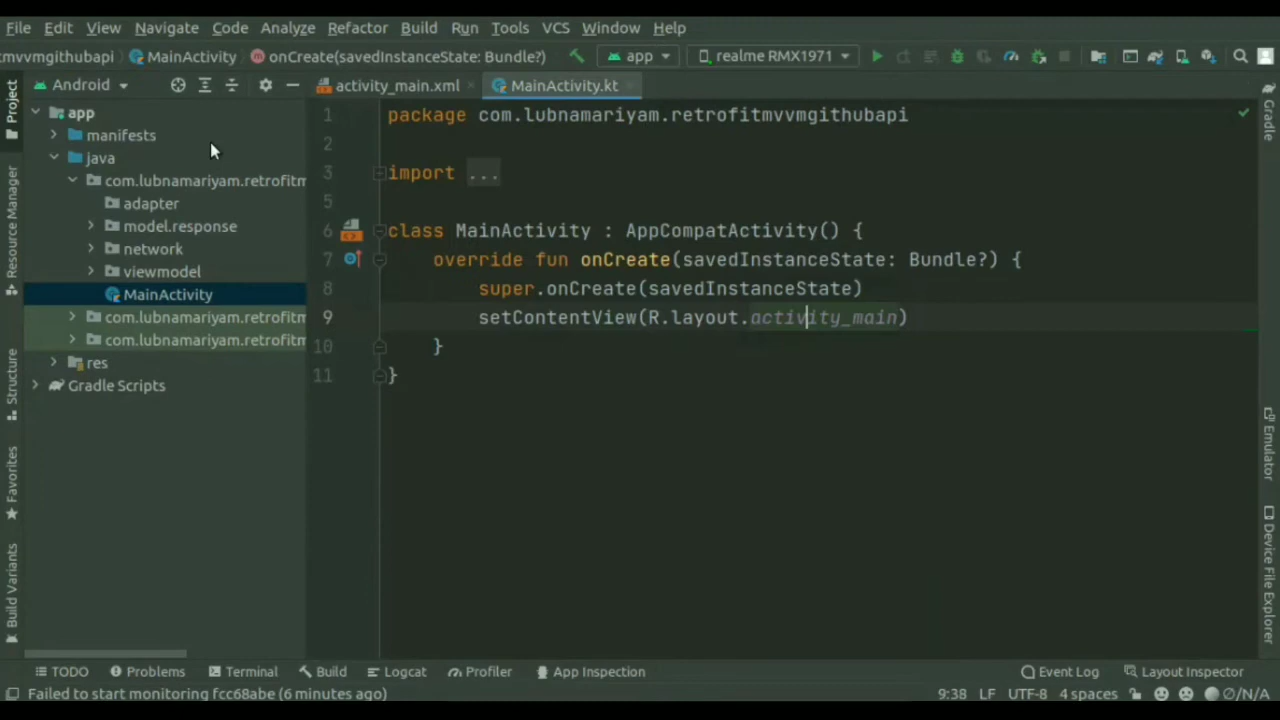 File Edit View Navigate Code Analyze Refactor Build Run Tools VCS Window Help
mvvmgithubapi MainActivity onCreate(savedInstanceState: Bundle?) app realme RMX1971
Android activity_main.xml MainActivity.kt
Project
Resource Manager
Structure
Favorites
Build Variants
app
manifests
java
com.lubnamariyam.retrofitm
adapter
model.response
network
viewmodel
MainActivity
com.lubnamariyam.retrofitm
com.lubnamariyam.retrofitm
res
Gradle Scripts
1 package com.lubnamariyam.retrofitmvvmgithubapi
2
3 import ...
5
6 class MainActivity : AppCompatActivity() {
7 override fun onCreate(savedInstanceState: Bundle?) {
8 super.onCreate(savedInstanceState)
9 setContentView(R.layout.activity_main)
10 }
11 }
Gradle
Emulator
Device File Explorer
TODO Problems Terminal Build Logcat Profiler App Inspection Event Log Layout Inspector
Failed to start monitoring fcc68abe (6 minutes ago) 9:38 LF UTF-8 4 spaces Ø/N/A